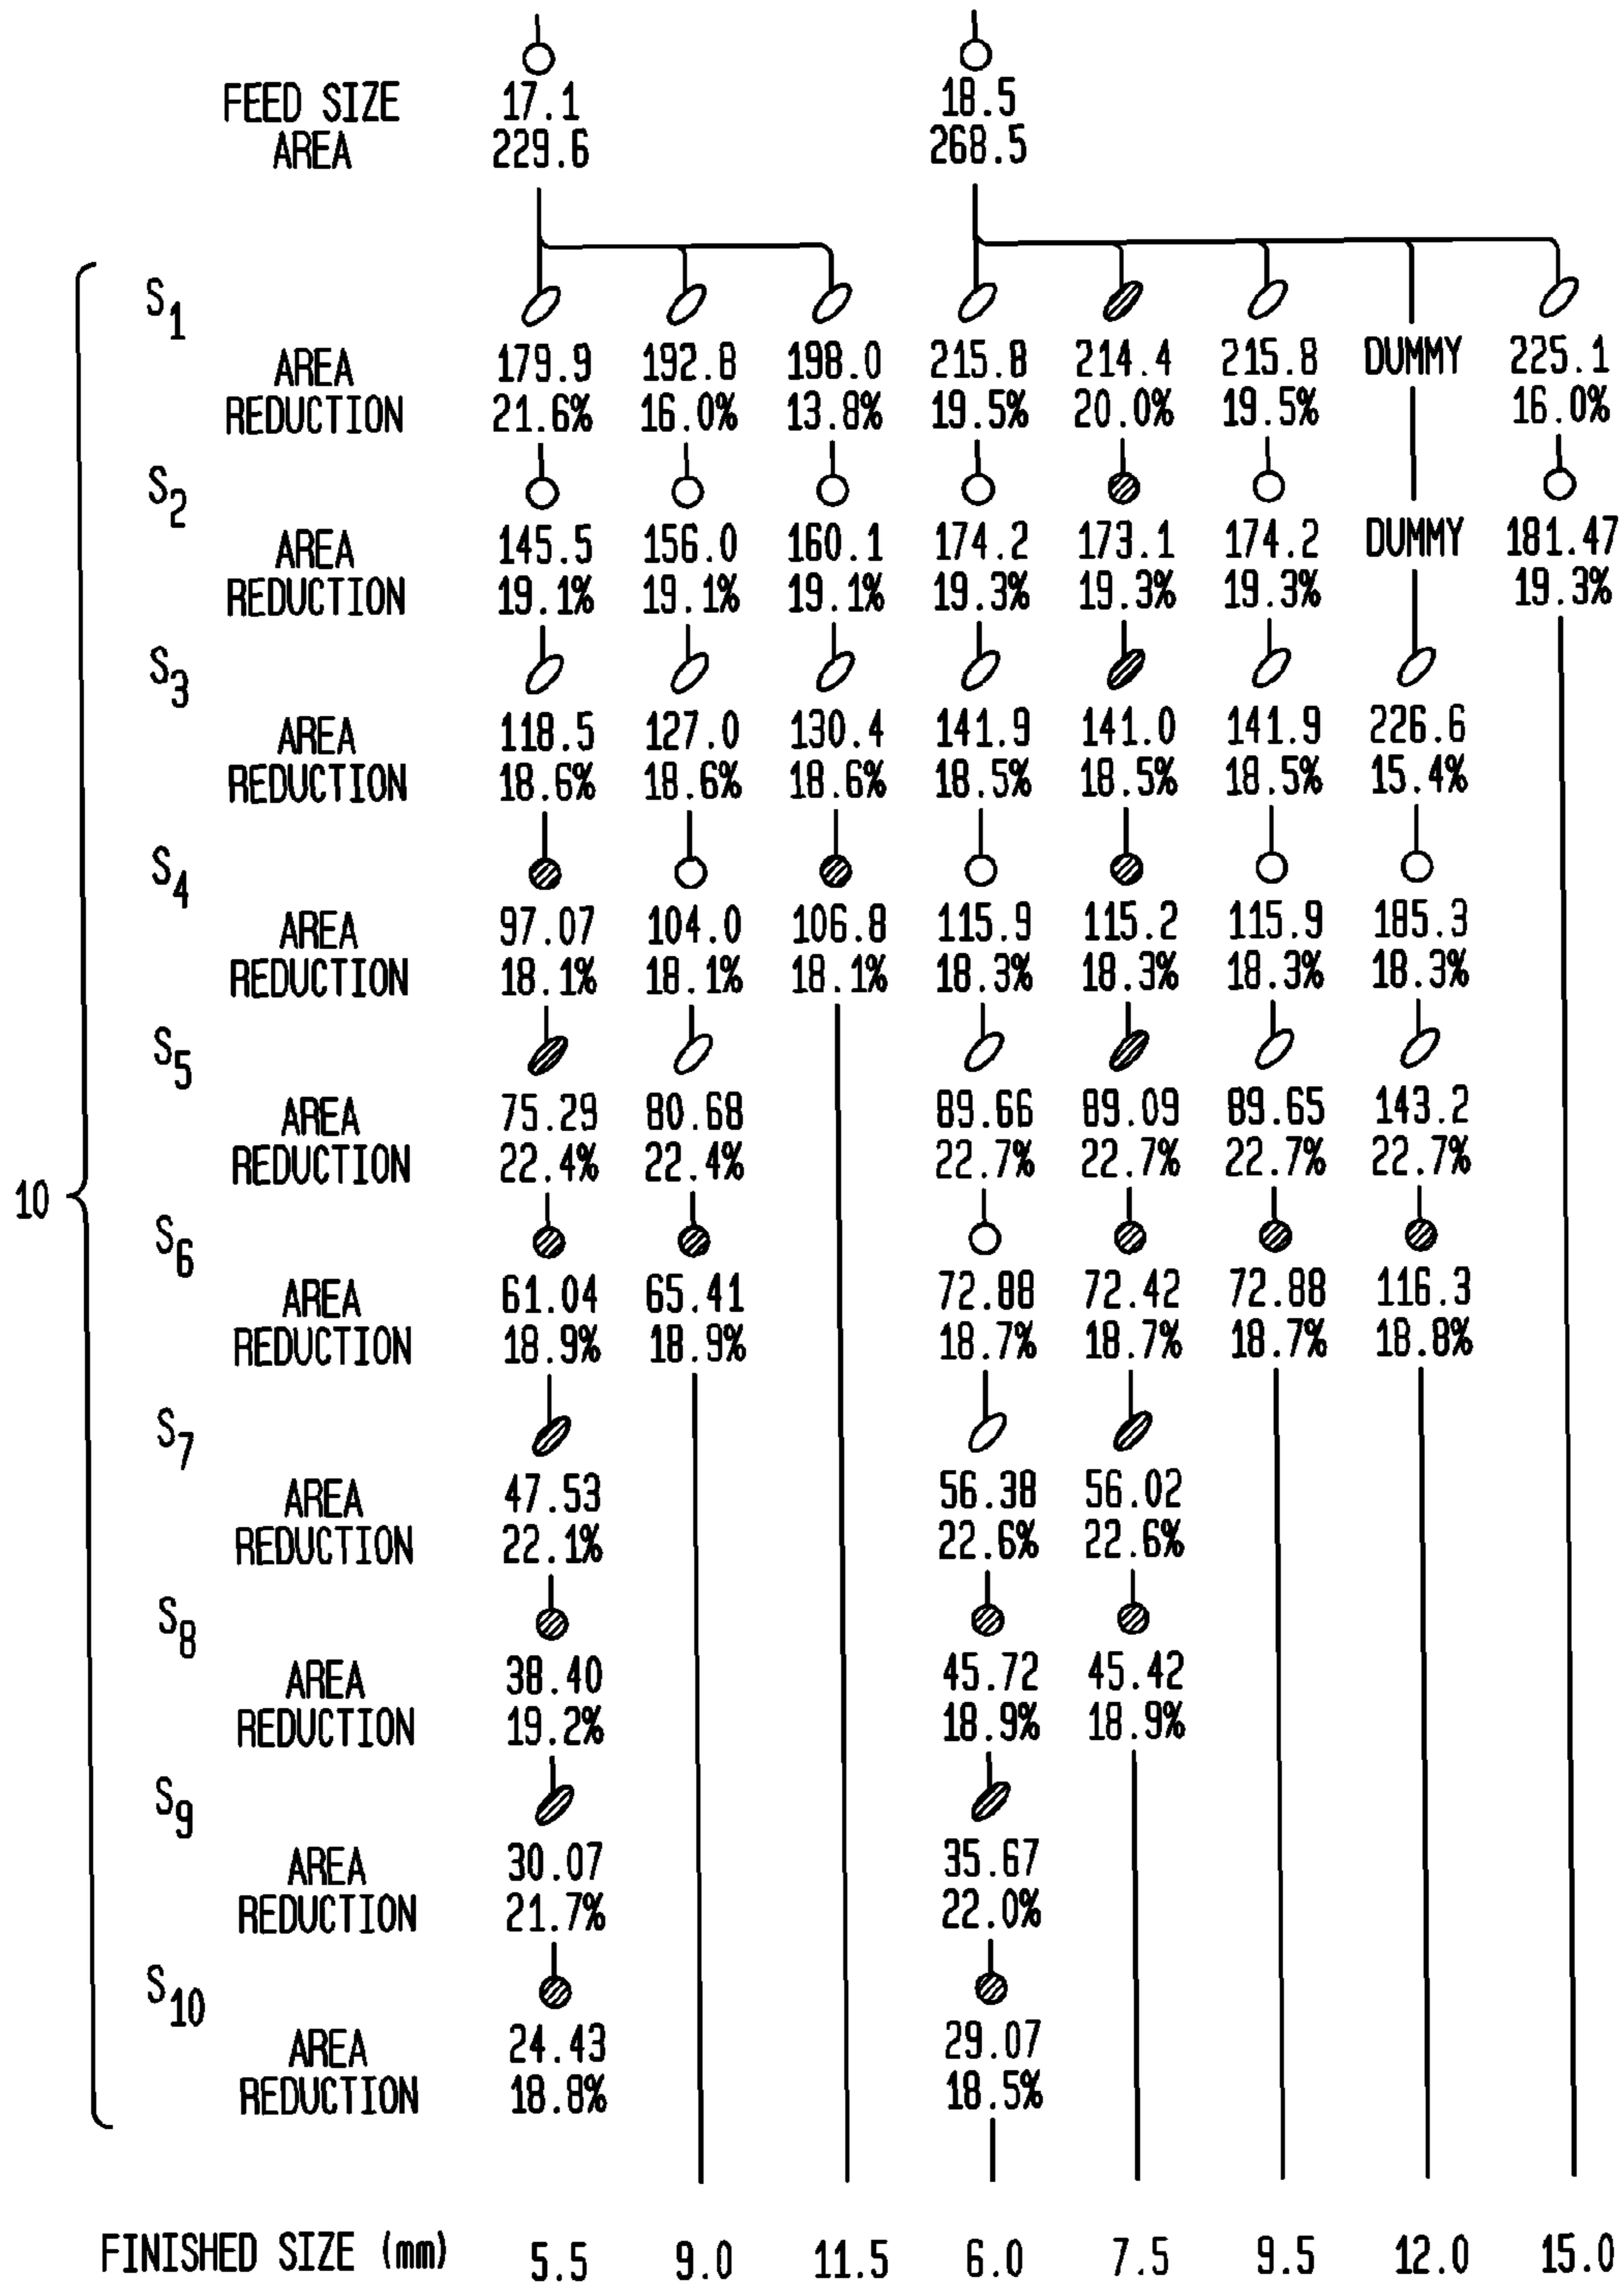 FEED SIZE 17.1 18.5
AREA 229.6 268.5
S1
AREA 179.9 192.8 198.0 215.8 214.4 215.8 DUMMY 225.1
REDUCTION 21.6% 16.0% 13.8% 19.5% 20.0% 19.5% 16.0%
S2
AREA 145.5 156.0 160.1 174.2 173.1 174.2 DUMMY 181.47
REDUCTION 19.1% 19.1% 19.1% 19.3% 19.3% 19.3% 19.3%
S3
AREA 118.5 127.0 130.4 141.9 141.0 141.9 226.6
REDUCTION 18.6% 18.6% 18.6% 18.5% 18.5% 18.5% 15.4%
S4
AREA 97.07 104.0 106.8 115.9 115.2 115.9 185.3
REDUCTION 18.1% 18.1% 18.1% 18.3% 18.3% 18.3% 18.3%
S5
AREA 75.29 80.68 89.66 89.09 89.65 143.2
REDUCTION 22.4% 22.4% 22.7% 22.7% 22.7% 22.7%
10
S6
AREA 61.04 65.41 72.88 72.42 72.88 116.3
REDUCTION 18.9% 18.9% 18.7% 18.7% 18.7% 18.8%
S7
AREA 47.53 56.38 56.02
REDUCTION 22.1% 22.6% 22.6%
S8
AREA 38.40 45.72 45.42
REDUCTION 19.2% 18.9% 18.9%
S9
AREA 30.07 35.67
REDUCTION 21.7% 22.0%
S10
AREA 24.43 29.07
REDUCTION 18.8% 18.5%
FINISHED SIZE (mm) 5.5 9.0 11.5 6.0 7.5 9.5 12.0 15.0